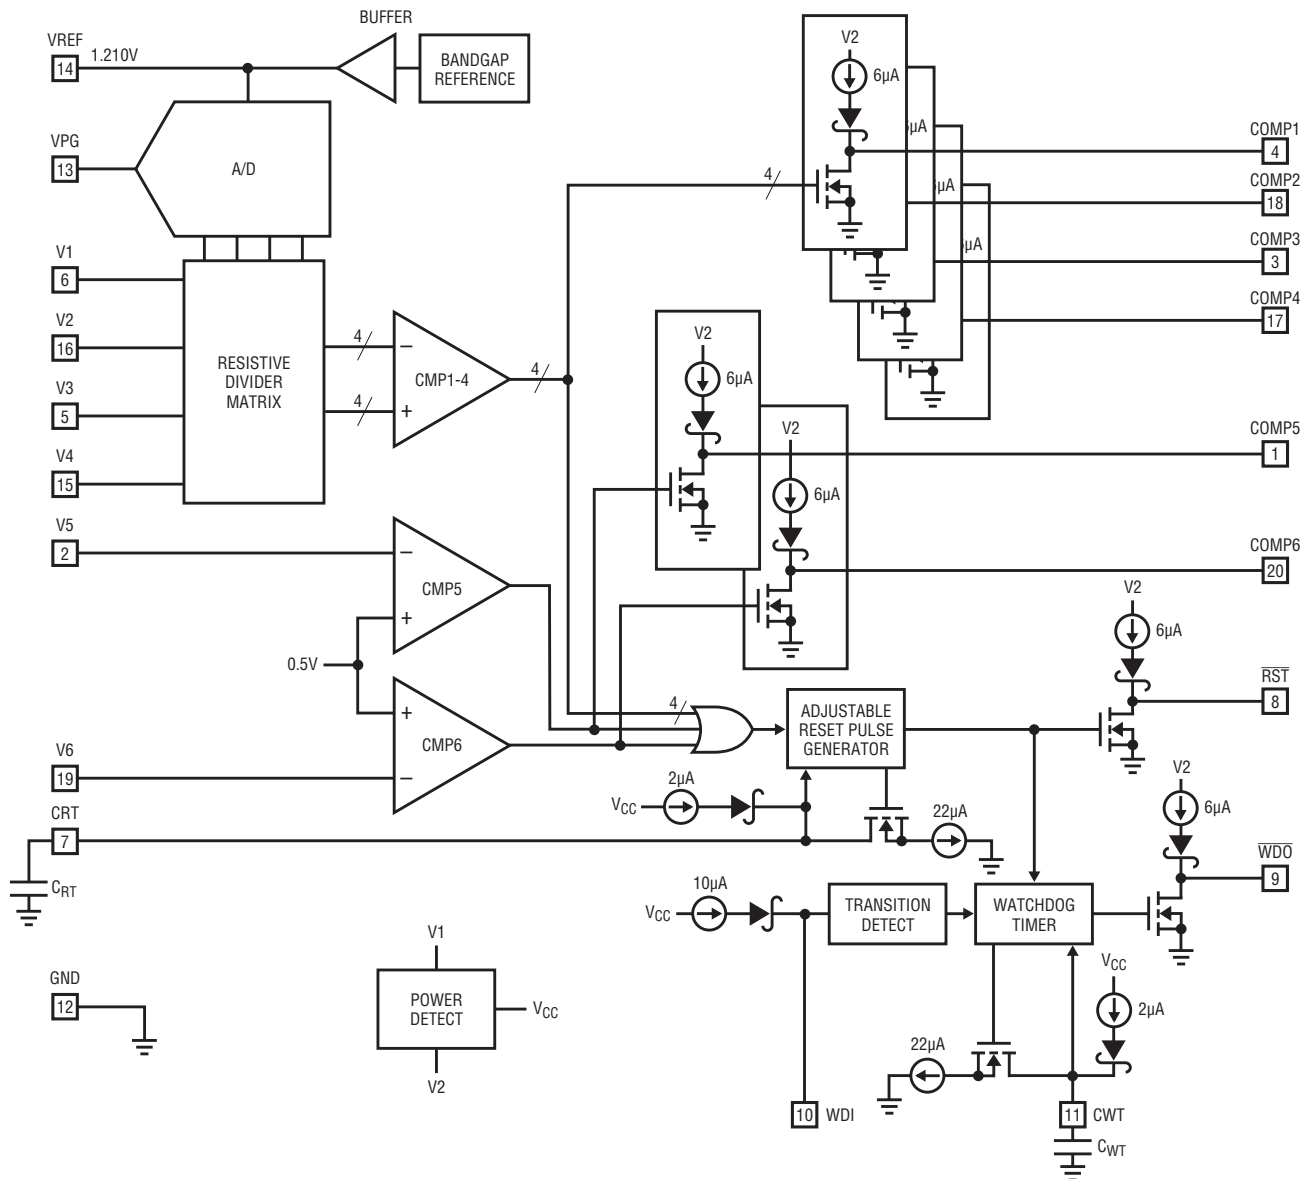 BUFFER
VREF
14
1.210V
BANDGAP
REFERENCE
VPG
13
A/D
V1
6
V2
16
V3
5
V4
15
RESISTIVE
DIVIDER
MATRIX
4
4
–
+
CMP1-4
4
4
V2
6µA
µA
µA
µA
COMP1
4
COMP2
18
COMP3
3
COMP4
17
V2
6µA
V2
6µA
COMP5
1
COMP6
20
V5
2
–
+
CMP5
0.5V
+
–
CMP6
V6
19
4
ADJUSTABLE
RESET PULSE
GENERATOR
V2
6µA
RST
8
2µA
VCC
22µA
CRT
7
CRT
V2
6µA
WDO
9
10µA
VCC
TRANSITION
DETECT
WATCHDOG
TIMER
VCC
2µA
22µA
10
WDI
11
CWT
CWT
GND
12
V1
POWER
DETECT
VCC
V2